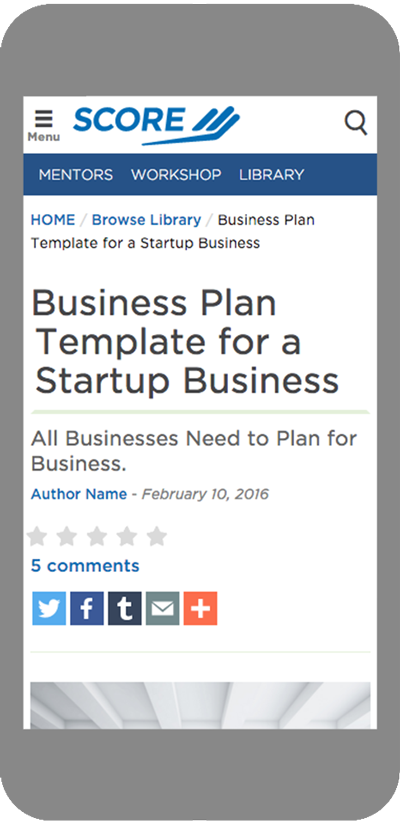 SCORE
Menu
MENTORS WORKSHOP LIBRARY
HOME / Browse Library / Business Plan
Template for a Startup Business
Business Plan
Template for a
Startup Business
All Businesses Need to Plan for
Business.
Author Name - February 10, 2016
5 comments